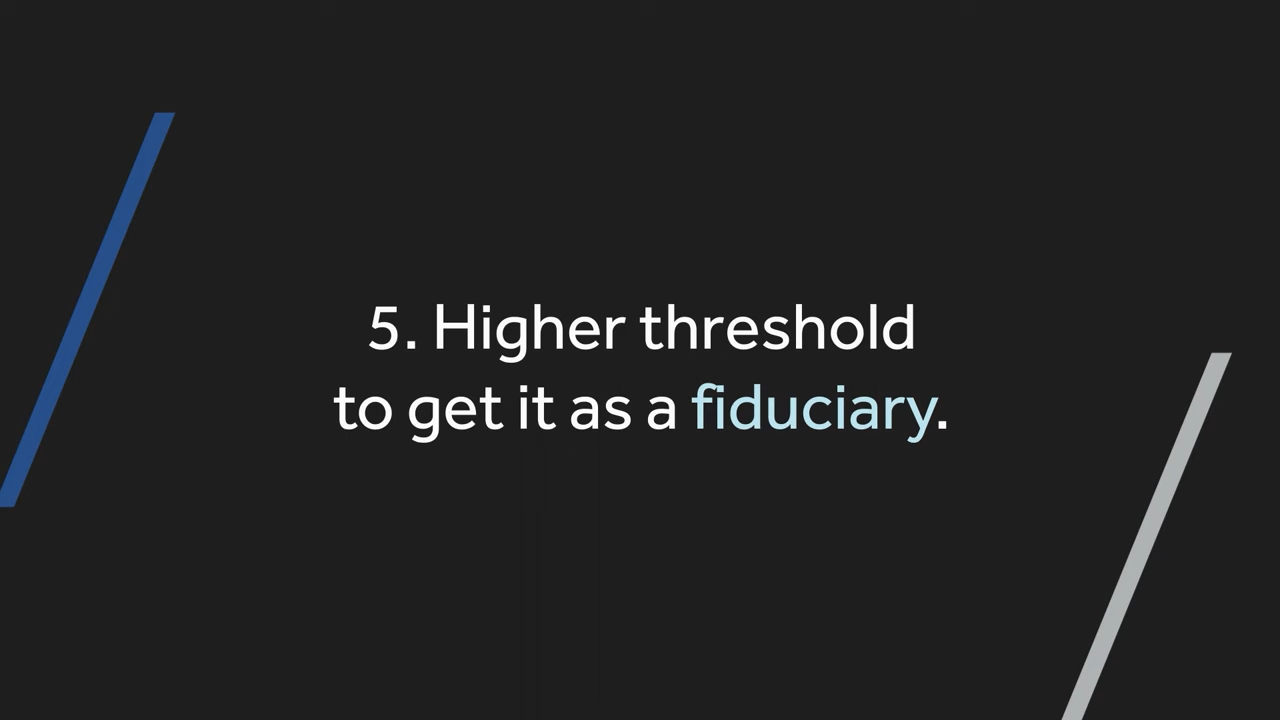 5. Higher threshold
to get it as a fiduciary.